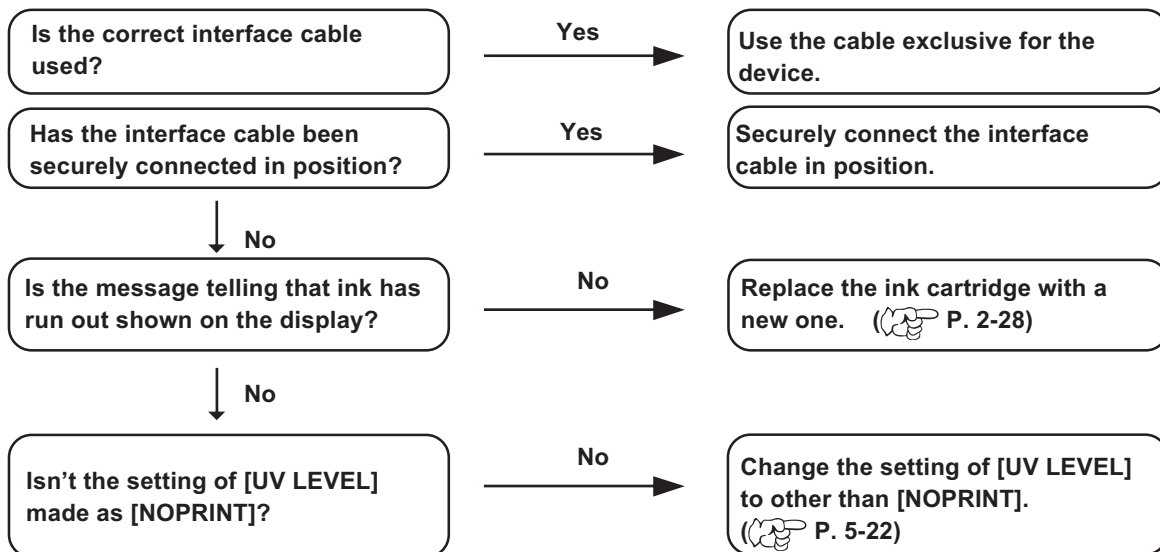 Is the correct interface cable
used?
Yes
Use the cable exclusive for the
device.
Has the interface cable been
securely connected in position?
Yes
Securely connect the interface
cable in position.
No
Is the message telling that ink has
run out shown on the display?
No
Replace the ink cartridge with a
new one. ( P. 2-28)
No
Isn't the setting of [UV LEVEL]
made as [NOPRINT]?
No
Change the setting of [UV LEVEL]
to other than [NOPRINT].
( P. 5-22)